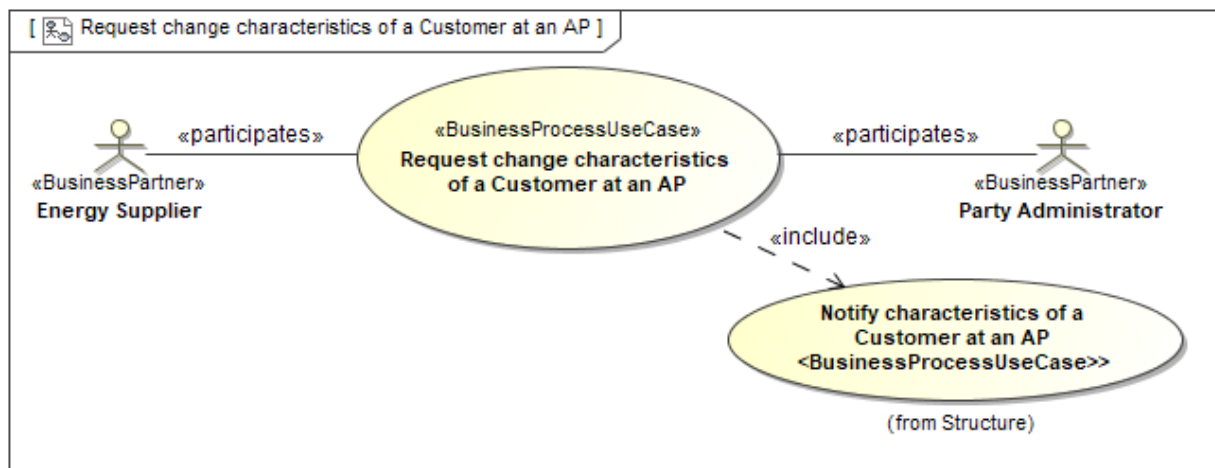 [ Request change characteristics of a Customer at an AP ]
«participates»
«BusinessProcessUseCase»
«participates»
Request change characteristics
of a Customer at an AP
«BusinessPartner»
Energy Supplier
«BusinessPartner»
Party Administrator
«include»
Notify characteristics of a
Customer at an AP
<BusinessProcessUseCase>>
(from Structure)